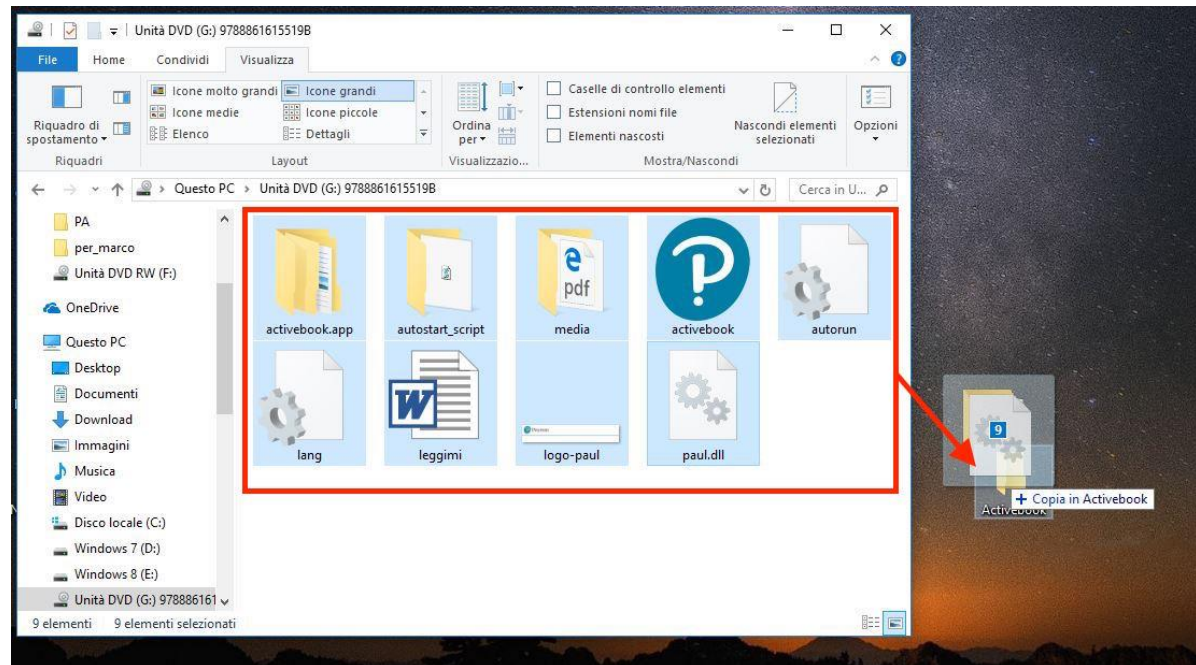 Unità DVD (G:) 9788861615519B
File Home Condividi Visualizza
Icone molto grandi Icone grandi
Icone medie Icone piccole
Elenco Dettagli
Riquadro di
spostamento
Ordina
per
Caselle di controllo elementi
Estensioni nomi file
Elementi nascosti
Nascondi elementi
selezionati
Opzioni
Riquadri Layout Visualizzazio... Mostra/Nascondi
Questo PC > Unità DVD (G:) 9788861615519B
Cerca in U...
PA
per_marco
Unità DVD RW (F:)
OneDrive
Questo PC
Desktop
Documenti
Download
Immagini
Musica
Video
Disco locale (C:)
Windows 7 (D:)
Windows 8 (E:)
Unità DVD (G:) 978886161
pdf
activebook.app autostart_script media activebook autorun
W
lang leggimi logo-paul paul.dll
9
+ Copia in Activebook
Activebook
9 elementi 9 elementi selezionati